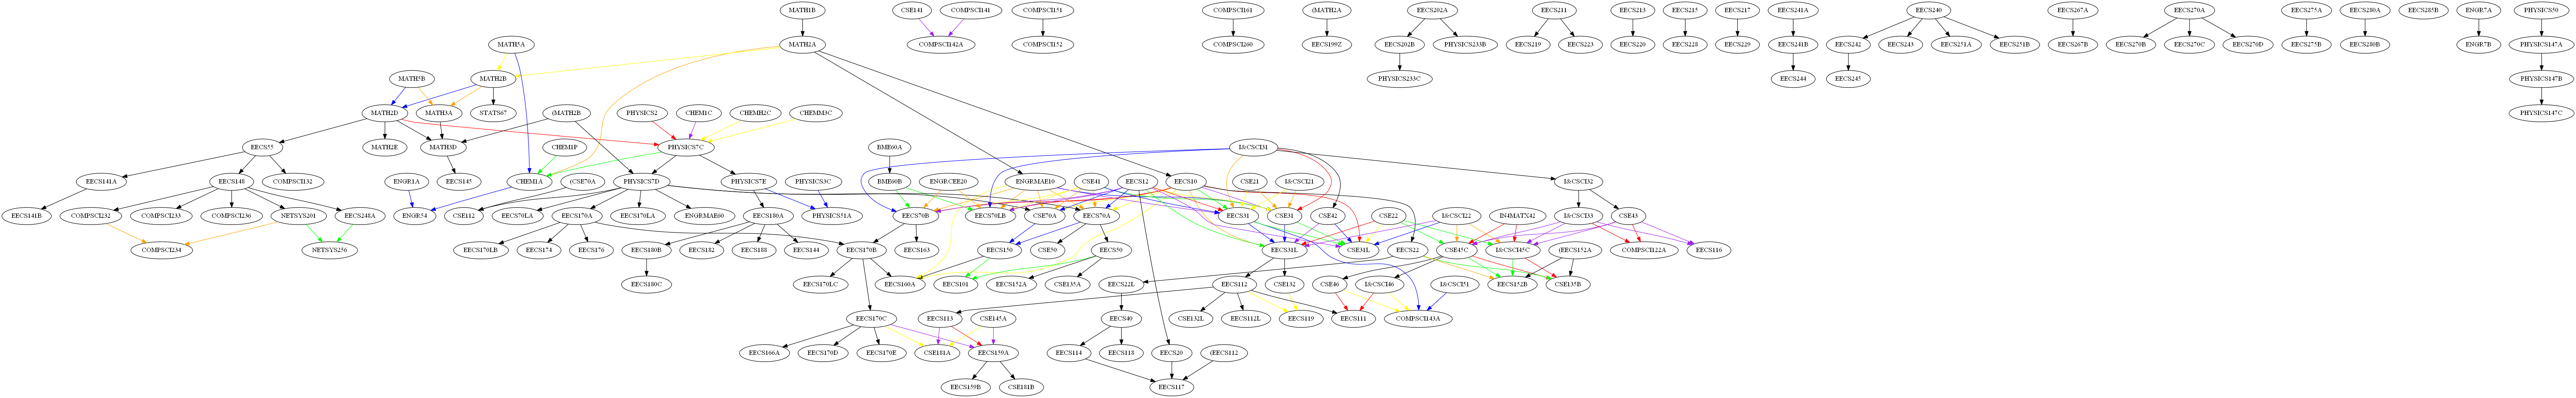 MATH1B CSE141 COMPSCI141 COMPSCI151 COMPSCI161 (MATH2A EECS202A EECS211 EECS213 EECS215 EECS217 EECS241A EECS240 EECS267A EECS270A EECS275A EECS280A EECS285B ENGR7A PHYSICS50
MATH5A MATH2A COMPSCI142A COMPSCI152 COMPSCI260 EECS199Z EECS202B PHYSICS233B EECS219 EECS223 EECS220 EECS228 EECS229 EECS241B EECS242 EECS243 EECS251A EECS251B EECS267B EECS270B EECS270C EECS270D EECS275B EECS280B ENGR7B PHYSICS147A
MATH5B MATH2B PHYSICS233C EECS244 EECS245 PHYSICS147B
MATH2D MATH3A STATS67 (MATH2B PHYSICS2 CHEM1C CHEMH2C CHEMM3C PHYSICS147C
EECS55 MATH2E MATH3D CHEM1P PHYSICS7C BME60A I&CSCI31
EECS141A EECS148 COMPSCI132 EECS145 ENGR1A CHEM1A (CSE70A PHYSICS7D PHYSICS7E PHYSICS3C BME60B ENGRCEE20 ENGRMAE10 CSE41 EECS12 EECS10 CSE21 I&CSCI21 I&CSCI32
EECS141B COMPSCI232 COMPSCI233 COMPSCI236 NETSYS201 EECS248A ENGR54 CSE112 EECS70LA EECS170A EECS170LA ENGRMAE60 EECS180A PHYSICS51A EECS70B EECS70LB CSE70A EECS70A EECS31 CSE31 CSE42 CSE22 I&CSCI22 IN4MATX42 I&CSCI33 CSE43
COMPSCI234 NETSYS256 EECS170LB EECS174 EECS176 EECS180B EECS182 EECS188 EECS144 EECS170B EECS163 EECS150 CSE50 EECS50 EECS31L CSE31L EECS22 CSE45C I&CSCI45C (EECS152A COMPSCI122A EECS116
EECS180C EECS170LC EECS160A EECS101 EECS152A CSE135A EECS22L EECS112 CSE132 CSE46 I&CSCI46 I&CSCI51 EECS152B CSE135B
EECS170C EECS113 CSE145A EECS40 CSE132L EECS112L EECS119 EECS111 COMPSCI143A
EECS166A EECS170D EECS170E CSE181A EECS159A EECS114 EECS118 EECS20 (EECS112
EECS159B CSE181B EECS117